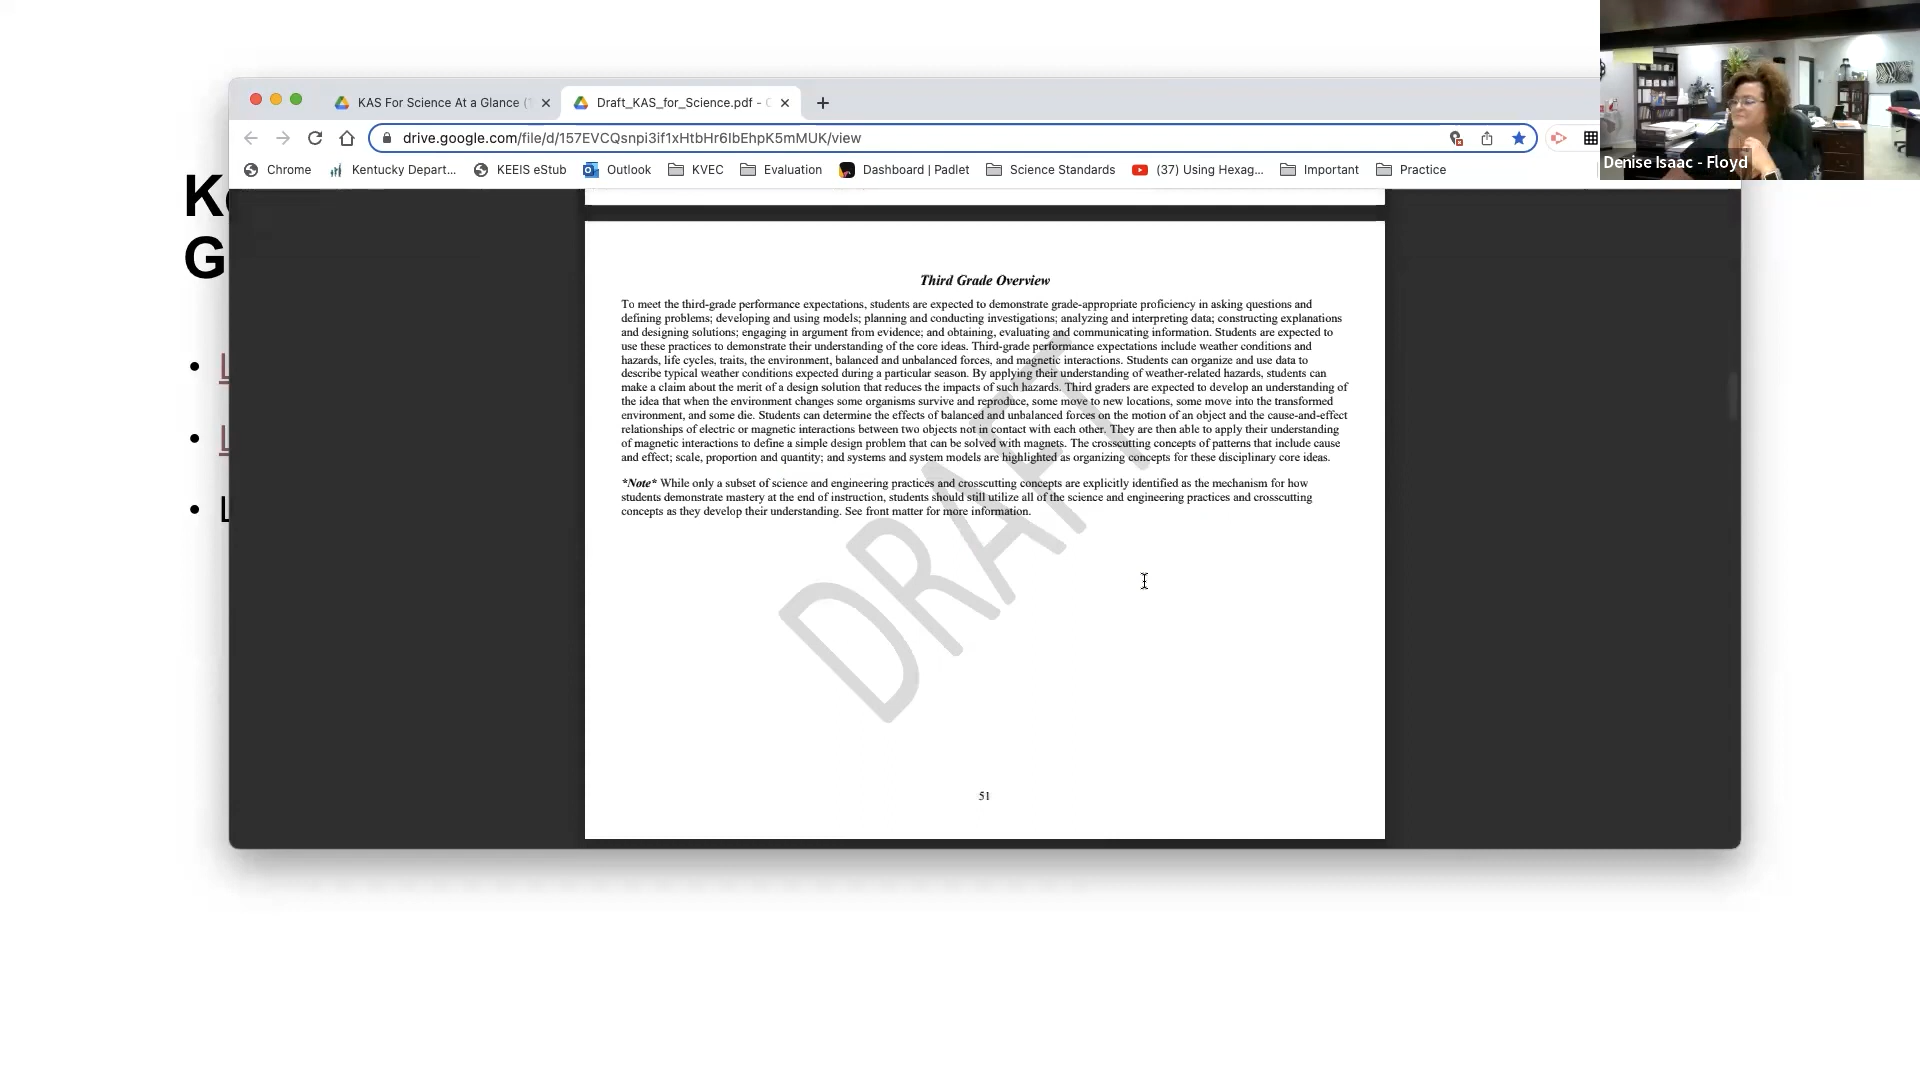 Denise Isaac - Floyd
KAS For Science At a Glance (
Draft_KAS_for_Science.pdf -
drive.google.com/file/d/157EVCQsnpi3if1xHtbHr6IbEhpK5mMUK/view
Chrome
Kentucky Depart...
KEEIS eStub
Outlook
KVEC
Evaluation
Dashboard | Padlet
Science Standards
(37) Using Hexag...
Important
Practice
K
G
L
L
L
Third Grade Overview
To meet the third-grade performance expectations, students are expected to demonstrate grade-appropriate proficiency in asking questions and
defining problems; developing and using models; planning and conducting investigations; analyzing and interpreting data; constructing explanations
and designing solutions; engaging in argument from evidence; and obtaining, evaluating and communicating information. Students are expected to
use these practices to demonstrate their understanding of the core ideas. Third-grade performance expectations include weather conditions and
hazards, life cycles, traits, the environment, balanced and unbalanced forces, and magnetic interactions. Students can organize and use data to
describe typical weather conditions expected during a particular season. By applying their understanding of weather-related hazards, students can
make a claim about the merit of a design solution that reduces the impacts of such hazards. Third graders are expected to develop an understanding of
the idea that when the environment changes some organisms survive and reproduce, some move to new locations, some move into the transformed
environment, and some die. Students can determine the effects of balanced and unbalanced forces on the motion of an object and the cause-and-effect
relationships of electric or magnetic interactions between two objects not in contact with each other. They are then able to apply their understanding
of magnetic interactions to define a simple design problem that can be solved with magnets. The crosscutting concepts of patterns that include cause
and effect; scale, proportion and quantity; and systems and system models are highlighted as organizing concepts for these disciplinary core ideas.
*Note* While only a subset of science and engineering practices and crosscutting concepts are explicitly identified as the mechanism for how
students demonstrate mastery at the end of instruction, students should still utilize all of the science and engineering practices and crosscutting
concepts as they develop their understanding. See front matter for more information.
DRAFT
51